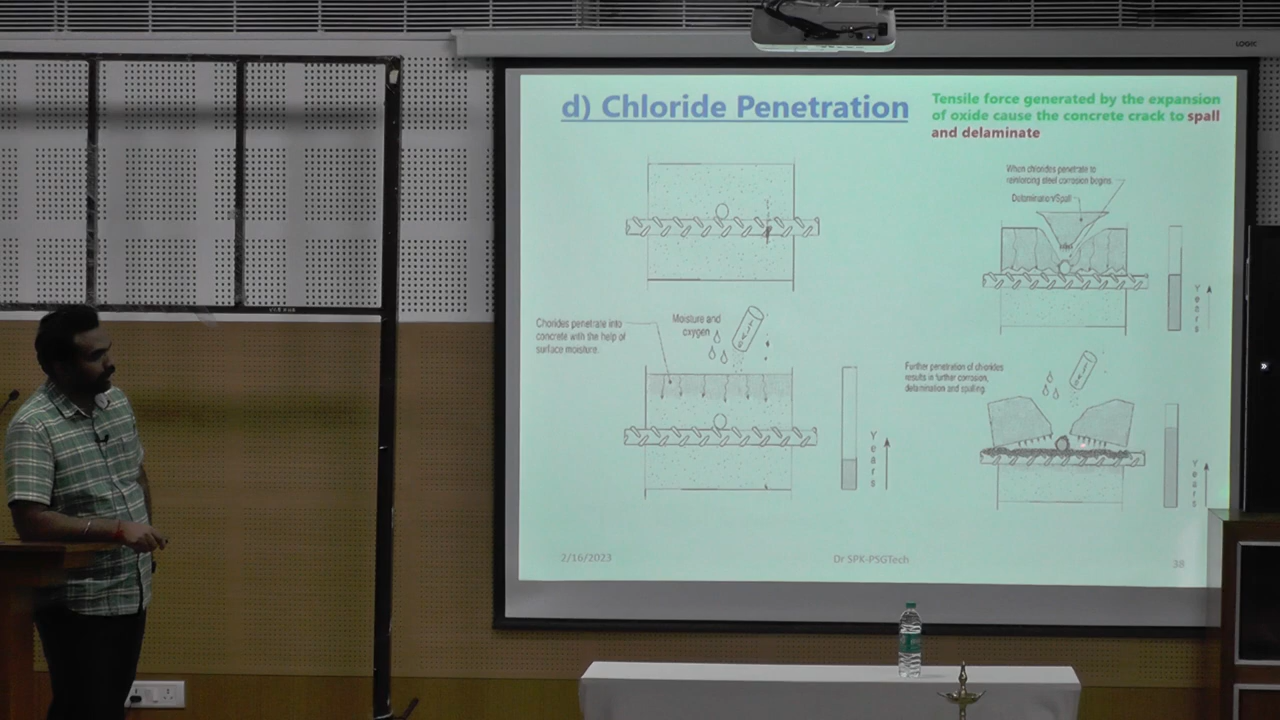 LOGIC
d) Chloride Penetration
Tensile force generated by the expansion
of oxide cause the concrete crack to spall
and delaminate
When chlorides penetrate to
reinforcing steel corrosion begins.
Delamination/Spall
Years
Chorides penetrate into
concrete with the help of
surface moisture.
Moisture and
oxygen
Years
Further penetration of chlorides
results in further corrosion,
delamination and spalling.
Years
2/16/2023
Dr SPK-PSGTech
38